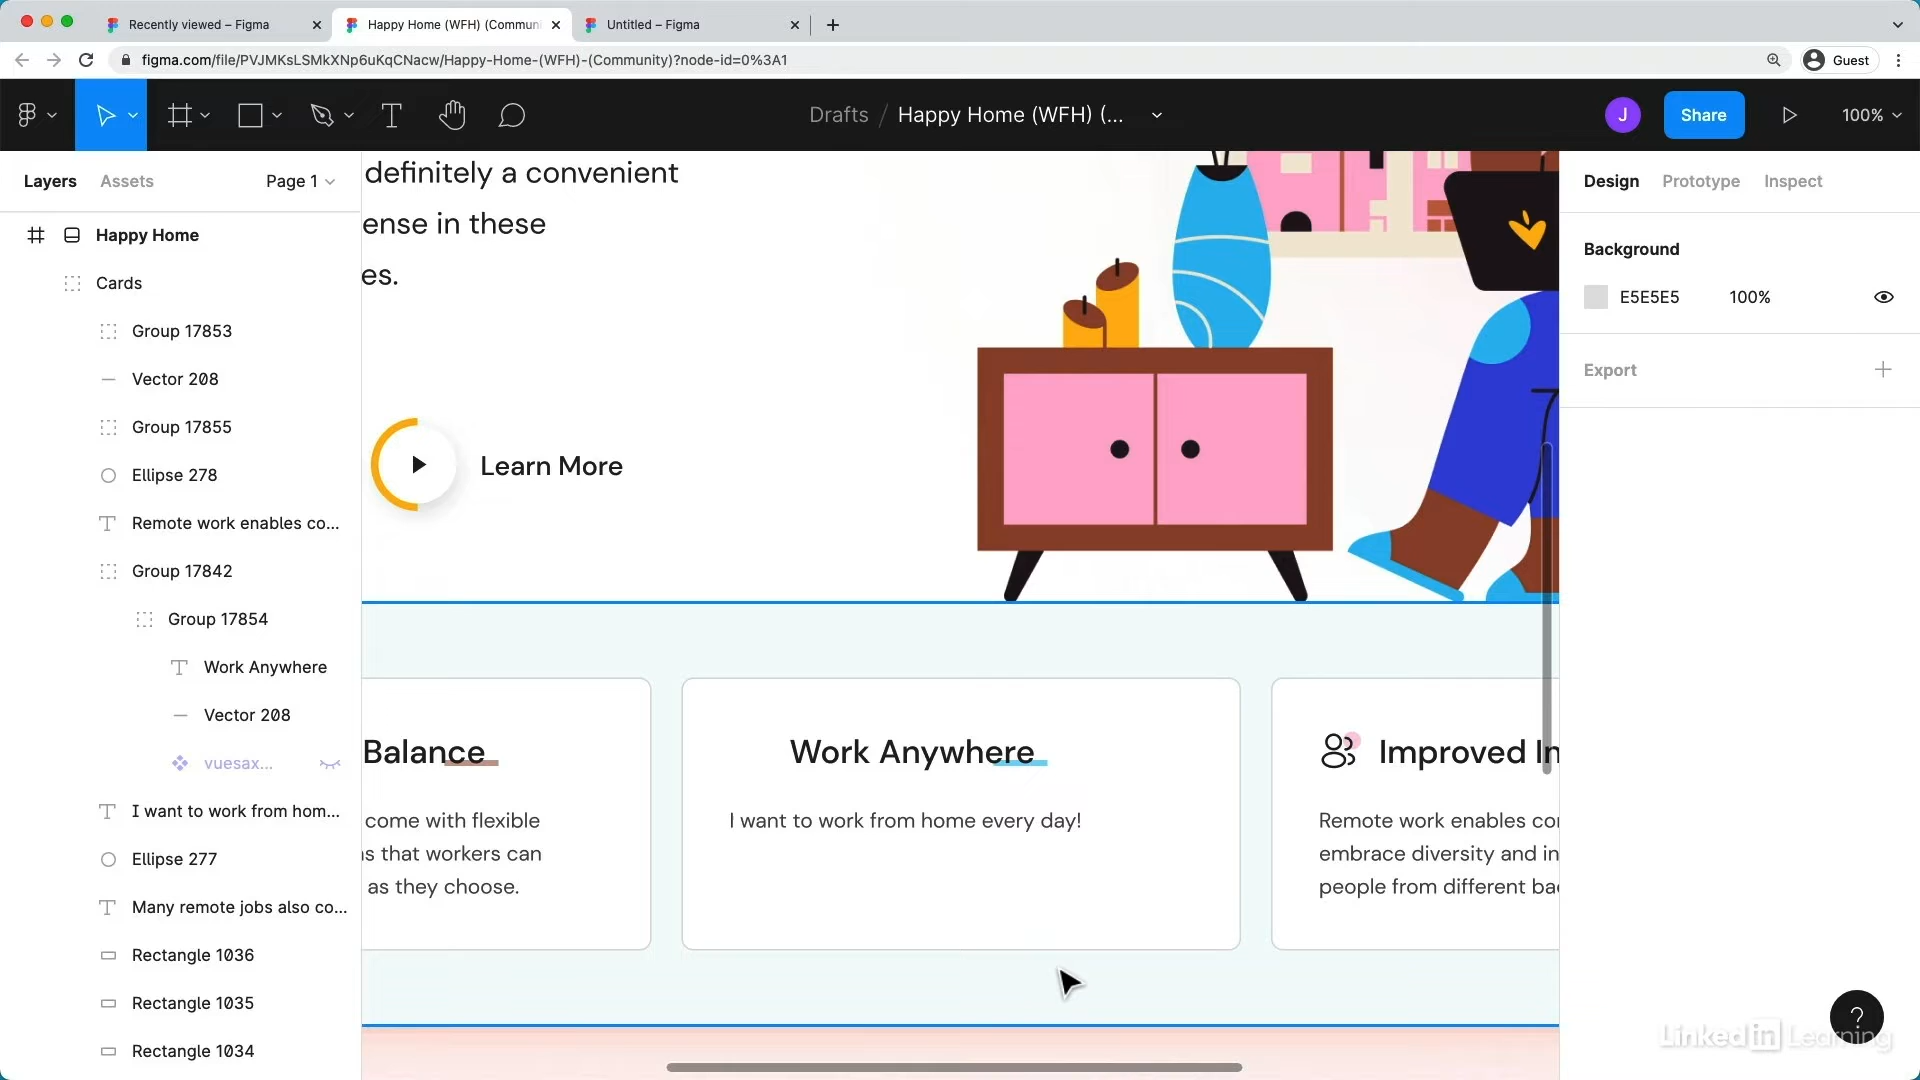 Recently viewed – Figma
Happy Home (WFH) (Communi
Untitled – Figma
figma.com/file/PVJMKsLSMkXNp6uKqCNacw/Happy-Home-(WFH)-(Community)?node-id=0%3A1
Guest
Drafts / Happy Home (WFH) (...
J
Share
100%
Layers
Assets
Page 1
Happy Home
Cards
Group 17853
Vector 208
Group 17855
Ellipse 278
Remote work enables co...
Group 17842
Group 17854
Work Anywhere
Vector 208
vuesax...
I want to work from hom...
Ellipse 277
Many remote jobs also co...
Rectangle 1036
Rectangle 1035
Rectangle 1034
definitely a convenient
ense in these
es.
Learn More
Balance
come with flexible
s that workers can
as they choose.
Work Anywhere
I want to work from home every day!
Improved In
Remote work enables co
embrace diversity and in
people from different ba
Design
Prototype
Inspect
Background
E5E5E5
100%
Export
?
Linked in Learning